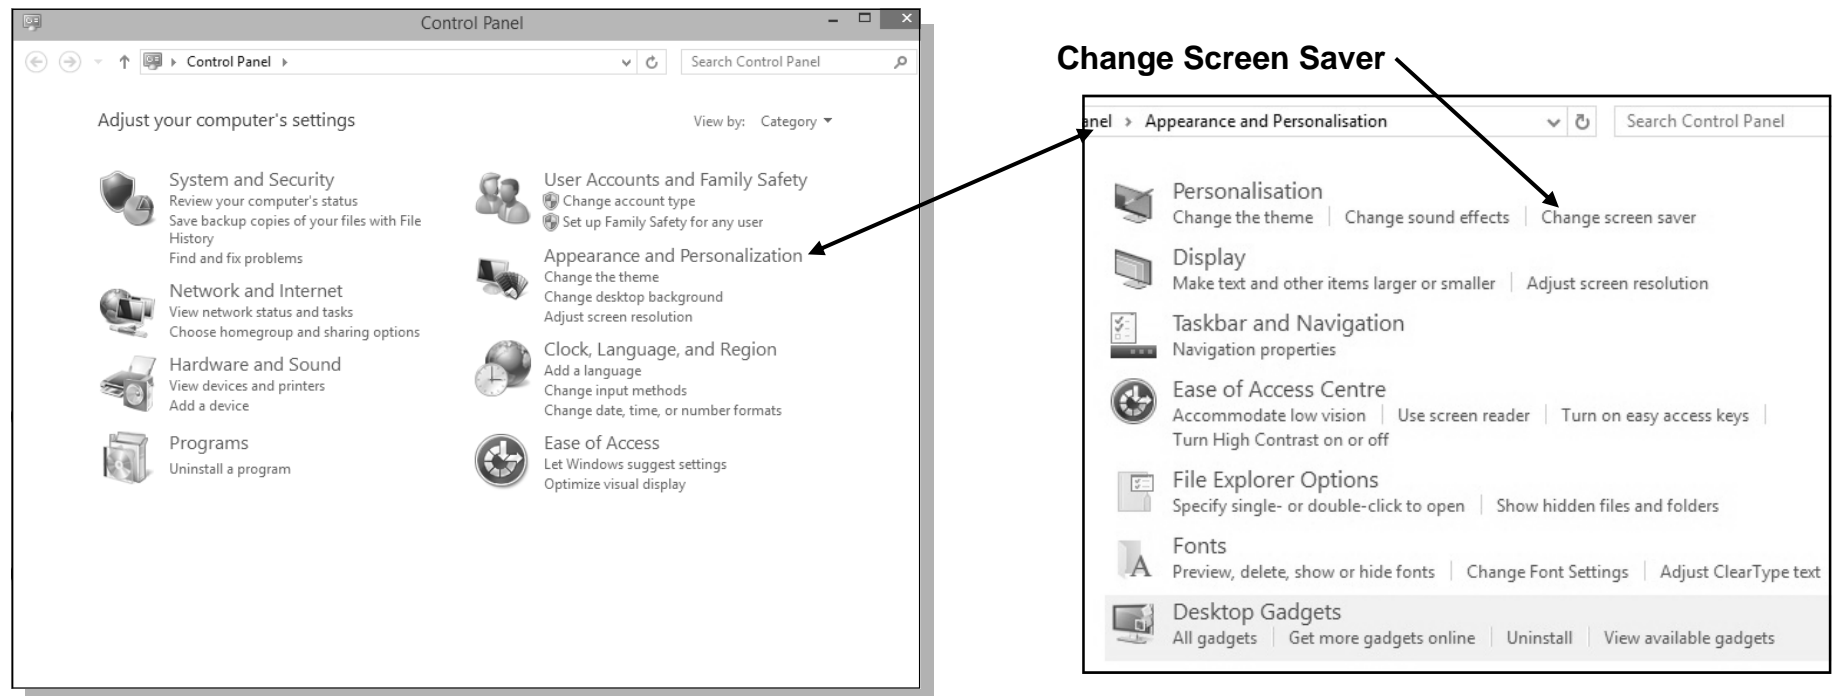 Control Panel
Control Panel
Search Control Panel
Adjust your computer's settings
View by: Category
System and Security
Review your computer's status
Save backup copies of your files with File
History
Find and fix problems
Network and Internet
View network status and tasks
Choose homegroup and sharing options
Hardware and Sound
View devices and printers
Add a device
Programs
Uninstall a program
User Accounts and Family Safety
Change account type
Set up Family Safety for any user
Appearance and Personalization
Change the theme
Change desktop background
Adjust screen resolution
Clock, Language, and Region
Add a language
Change input methods
Change date, time, or number formats
Ease of Access
Let Windows suggest settings
Optimize visual display
Change Screen Saver
anel Appearance and Personalisation
Search Control Panel
Personalisation
Change the theme Change sound effects Change screen saver
Display
Make text and other items larger or smaller Adjust screen resolution
Taskbar and Navigation
Navigation properties
Ease of Access Centre
Accommodate low vision Use screen reader Turn on easy access keys
Turn High Contrast on or off
File Explorer Options
Specify single- or double-click to open Show hidden files and folders
Fonts
Preview, delete, show or hide fonts Change Font Settings Adjust ClearType text
Desktop Gadgets
All gadgets Get more gadgets online Uninstall View available gadgets